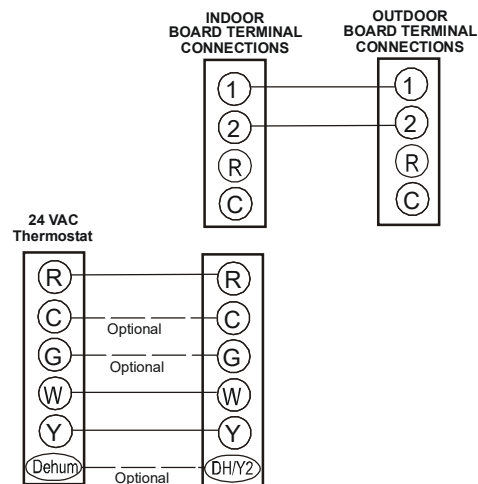 INDOOR
BOARD TERMINAL
CONNECTIONS
OUTDOOR
BOARD TERMINAL
CONNECTIONS
1 1
2 2
R R
C C
24 VAC
Thermostat
R R
C C
Optional
G G
Optional
W W
Y Y
Dehum DH/Y2
Optional